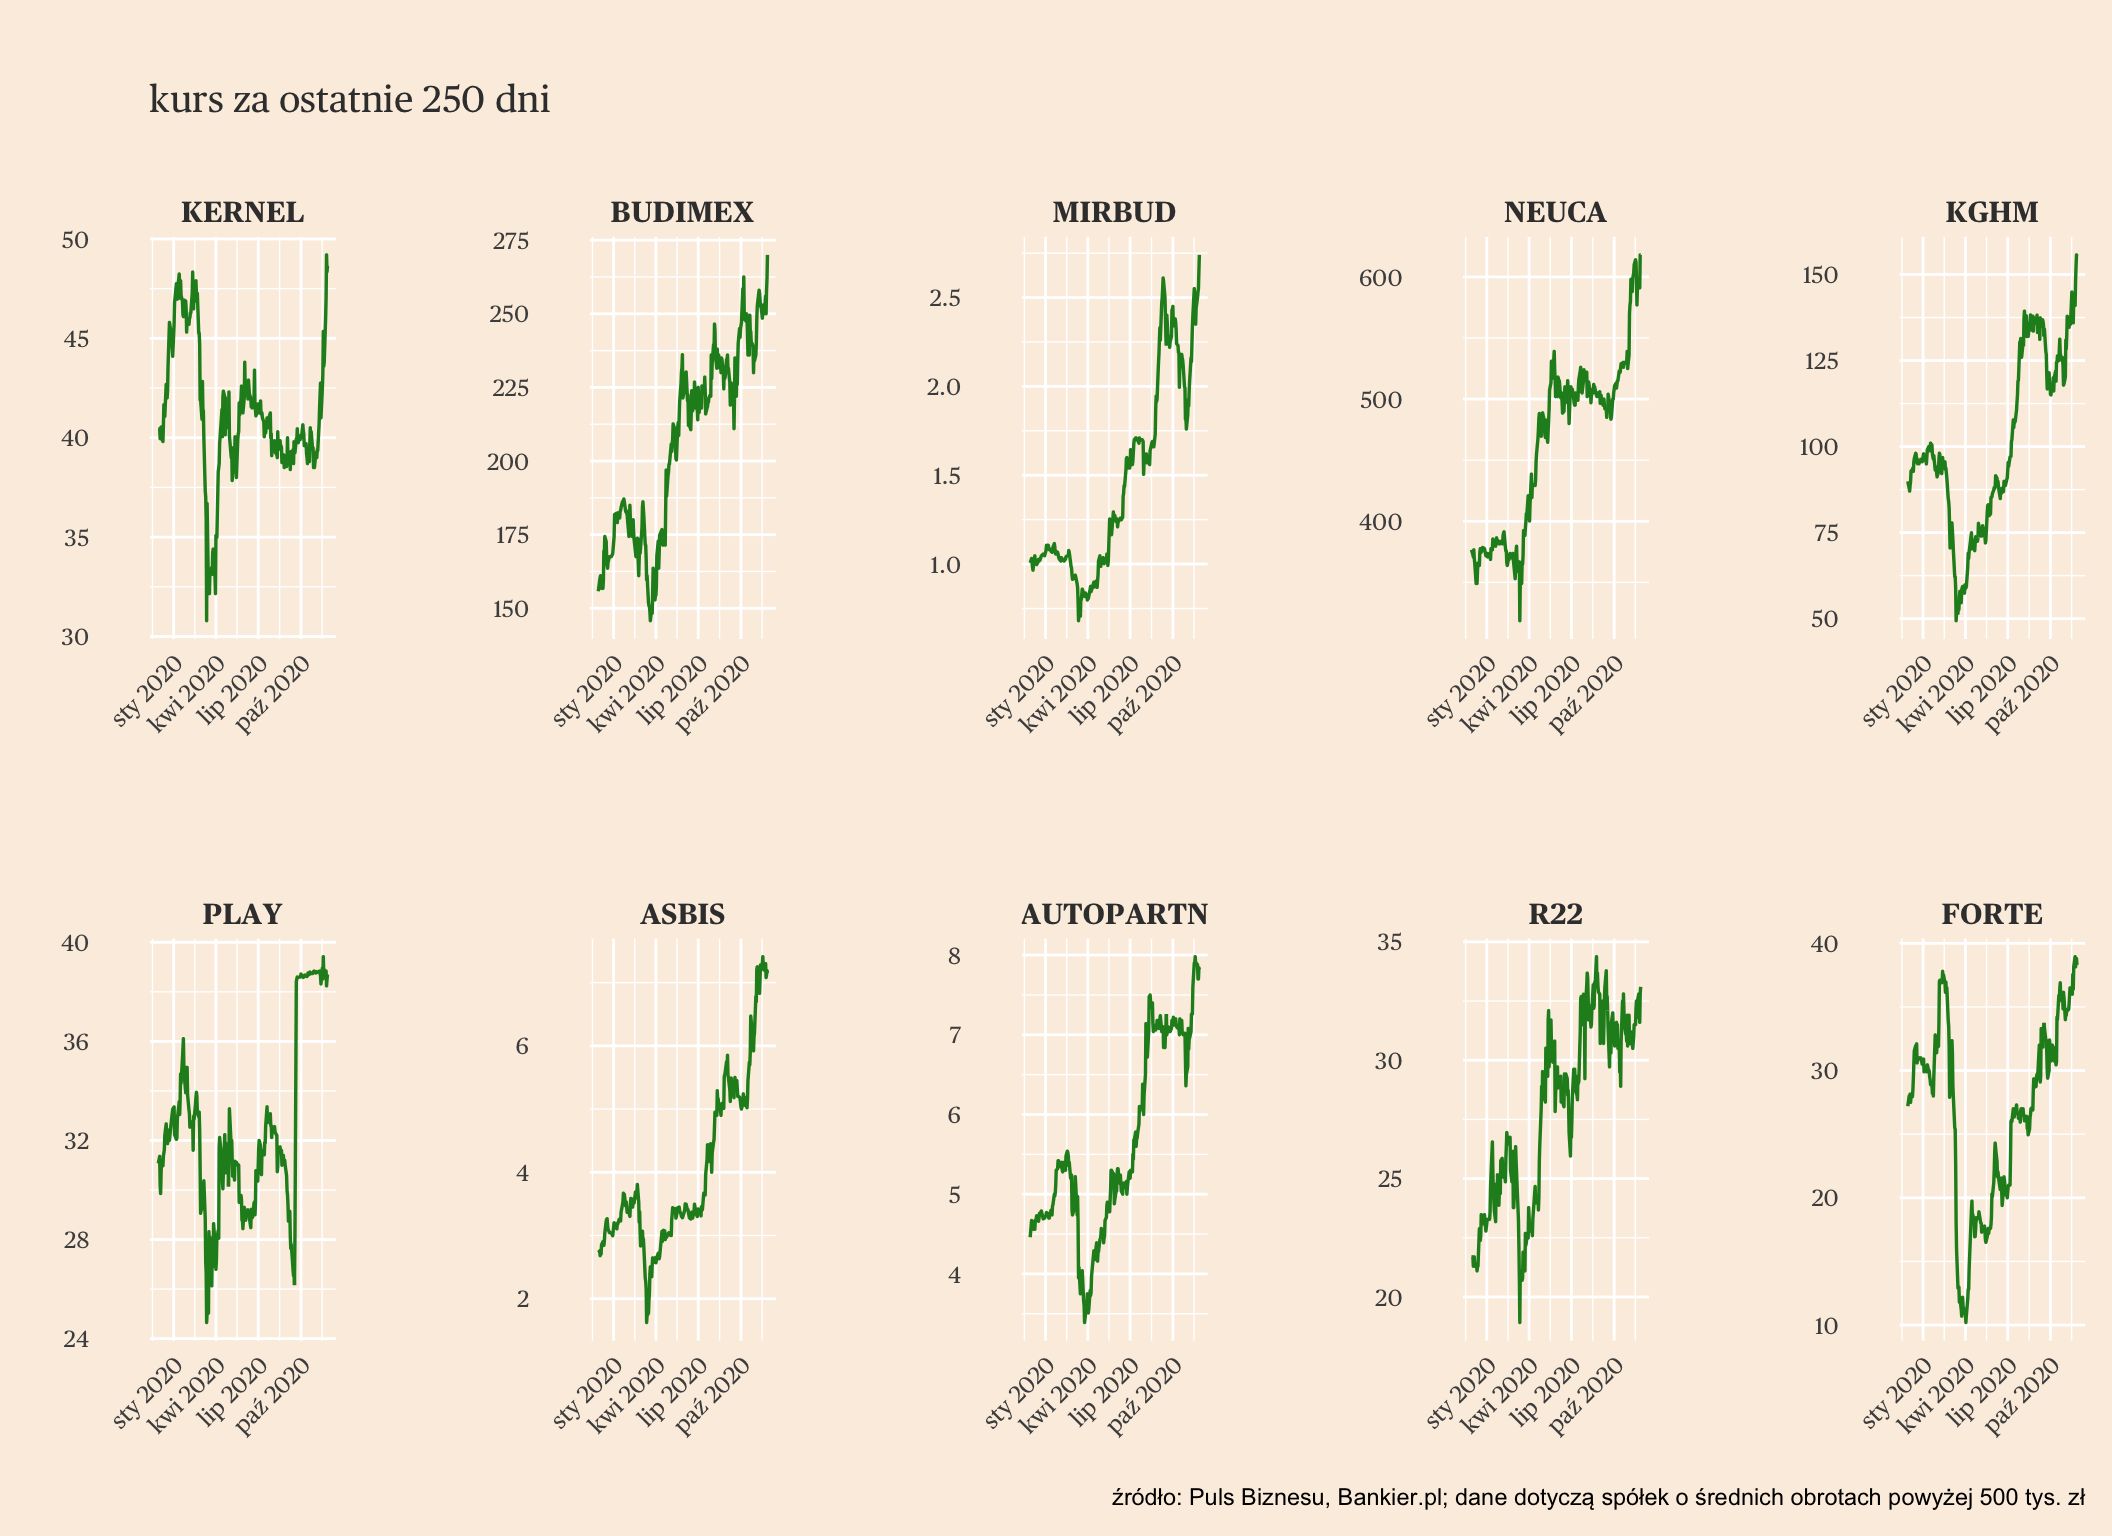 kurs za ostatnie 250 dni
KERNEL
50
45
40
35
30
sty 2020
kwi 2020
lip 2020
paź 2020
BUDIMEX
275
250
225
200
175
150
sty 2020
kwi 2020
lip 2020
paź 2020
MIRBUD
2.5
2.0
1.5
1.0
sty 2020
kwi 2020
lip 2020
paź 2020
NEUCA
600
500
400
sty 2020
kwi 2020
lip 2020
paź 2020
KGHM
150
125
100
75
50
sty 2020
kwi 2020
lip 2020
paź 2020
PLAY
40
36
32
28
24
sty 2020
kwi 2020
lip 2020
paź 2020
ASBIS
6
4
2
sty 2020
kwi 2020
lip 2020
paź 2020
AUTOPARTN
8
7
6
5
4
sty 2020
kwi 2020
lip 2020
paź 2020
R22
35
30
25
20
sty 2020
kwi 2020
lip 2020
paź 2020
FORTE
40
30
20
10
sty 2020
kwi 2020
lip 2020
paź 2020
źródło: Puls Biznesu, Bankier.pl; dane dotyczą spółek o średnich obrotach powyżej 500 tys. zł